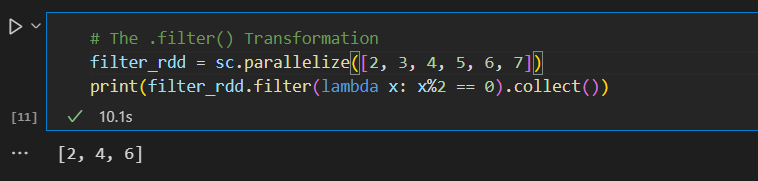 # The .filter() Transformation
filter_rdd = sc.parallelize([2, 3, 4, 5, 6, 7])
print(filter_rdd.filter(lambda x: x%2 == 0).collect())
[11]
10.1s
[2, 4, 6]